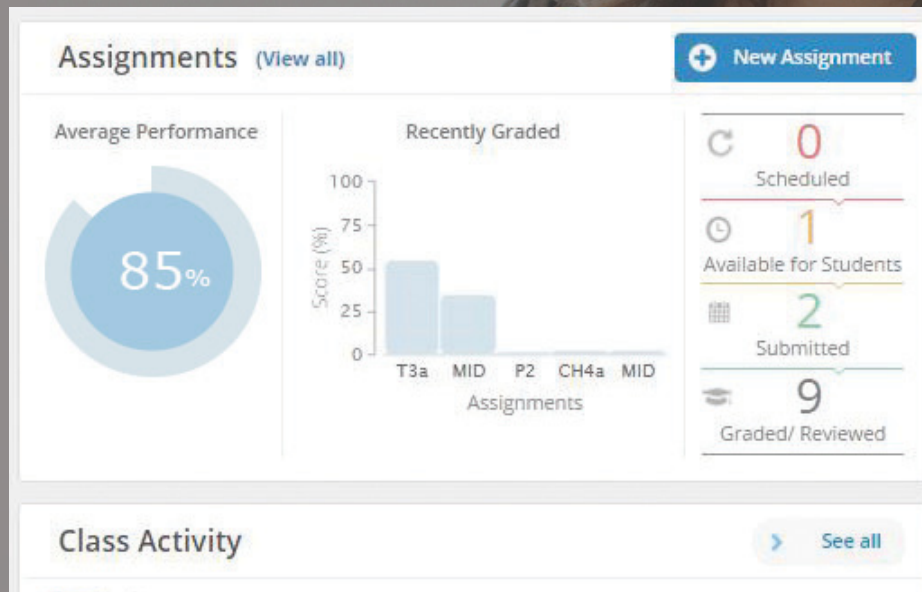 Assignments (View all)
New Assignment
Average Performance
85%
Recently Graded
100
75
50
25
0
Score (%)
T3a MID P2 CH4a MID
Assignments
0
Scheduled
1
Available for Students
2
Submitted
9
Graded/ Reviewed
Class Activity
See all